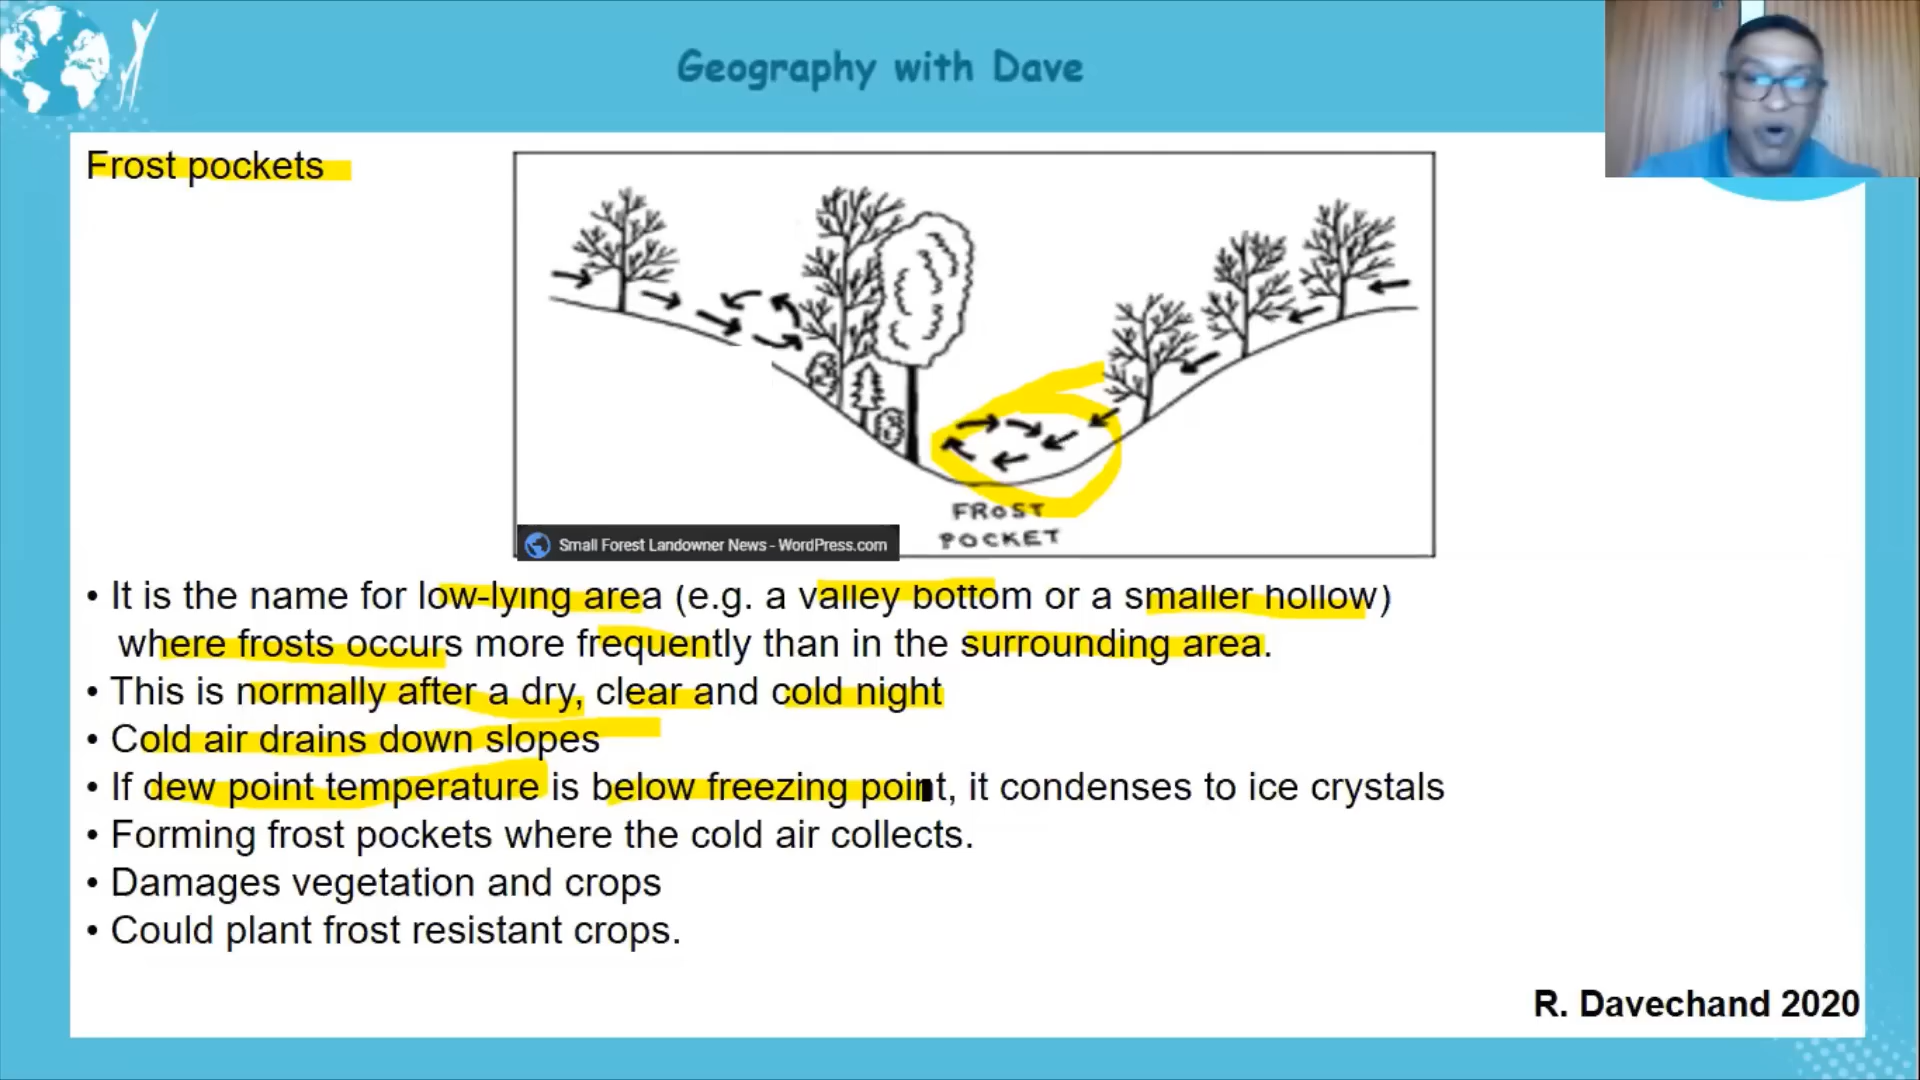 Geography with Dave
Frost pockets
FROST
POCKET
Small Forest Landowner News - WordPress.com
• It is the name for low-lying area (e.g. a valley bottom or a smaller hollow)
where frosts occurs more frequently than in the surrounding area.
• This is normally after a dry, clear and cold night
• Cold air drains down slopes
• If dew point temperature is below freezing point, it condenses to ice crystals
• Forming frost pockets where the cold air collects.
• Damages vegetation and crops
• Could plant frost resistant crops.
R. Davechand 2020